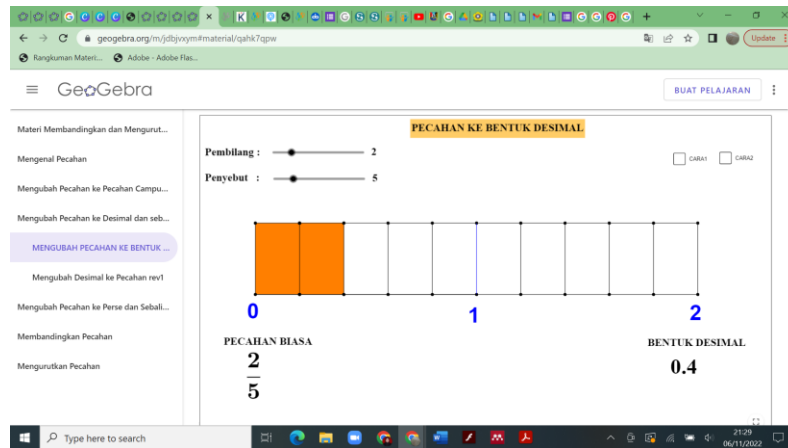 geogebra.org/m/jdbjvxym#material/qahk7qpw
Update
Rangkuman Materi:...
Adobe - Adobe Flas...
GeoGebra
BUAT PELAJARAN
Materi Membandingkan dan Mengurut...
Mengenal Pecahan
Mengubah Pecahan ke Pecahan Campu...
Mengubah Pecahan ke Desimal dan seb...
MENGUBAH PECAHAN KE BENTUK ...
Mengubah Desimal ke Pecahan rev1
Mengubah Pecahan ke Perse dan Sebali...
Membandingkan Pecahan
Mengurutkan Pecahan
PECAHAN KE BENTUK DESIMAL
Pembilang : 2
Penyebut : 5
CARA1 CARA2
0 1 2
PECAHAN BIASA
2
5
BENTUK DESIMAL
0.4
Type here to search
21:29
06/11/2022